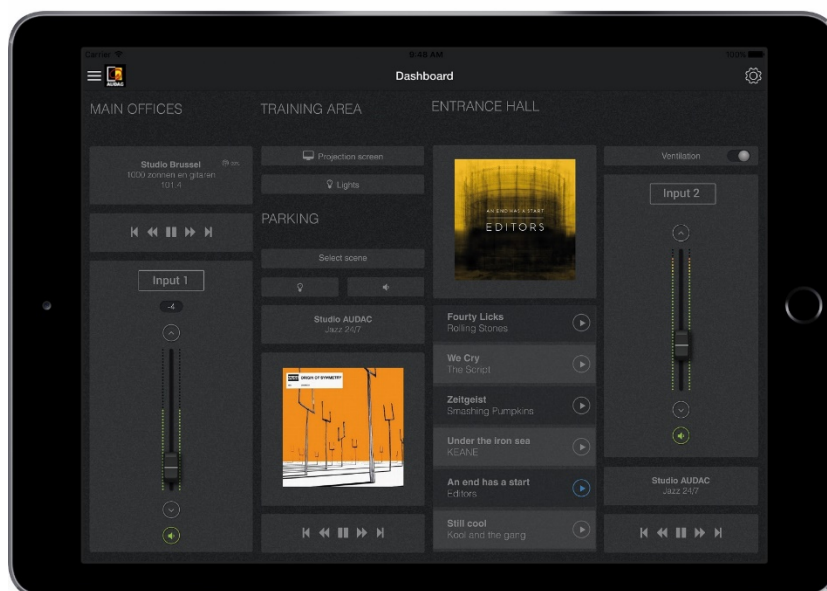 Carrier
9:45 AM
100%
AUDAC
Dashboard
MAIN OFFICES
Studio Brussel
1000 zonnen en gitaren
101.4
Input 1
-4
TRAINING AREA
Projection screen
Lights
PARKING
Select scene
Studio AUDAC
Jazz 24/7
ORIGIN OF SYMMETRY
ENTRANCE HALL
AN END HAS A START
EDITORS
Fourty Licks
Rolling Stones
We Cry
The Script
Zeitgeist
Smashing Pumpkins
Under the iron sea
KEANE
An end has a start
Editors
Still cool
Kool and the gang
Ventilation
Input 2
Studio AUDAC
Jazz 24/7